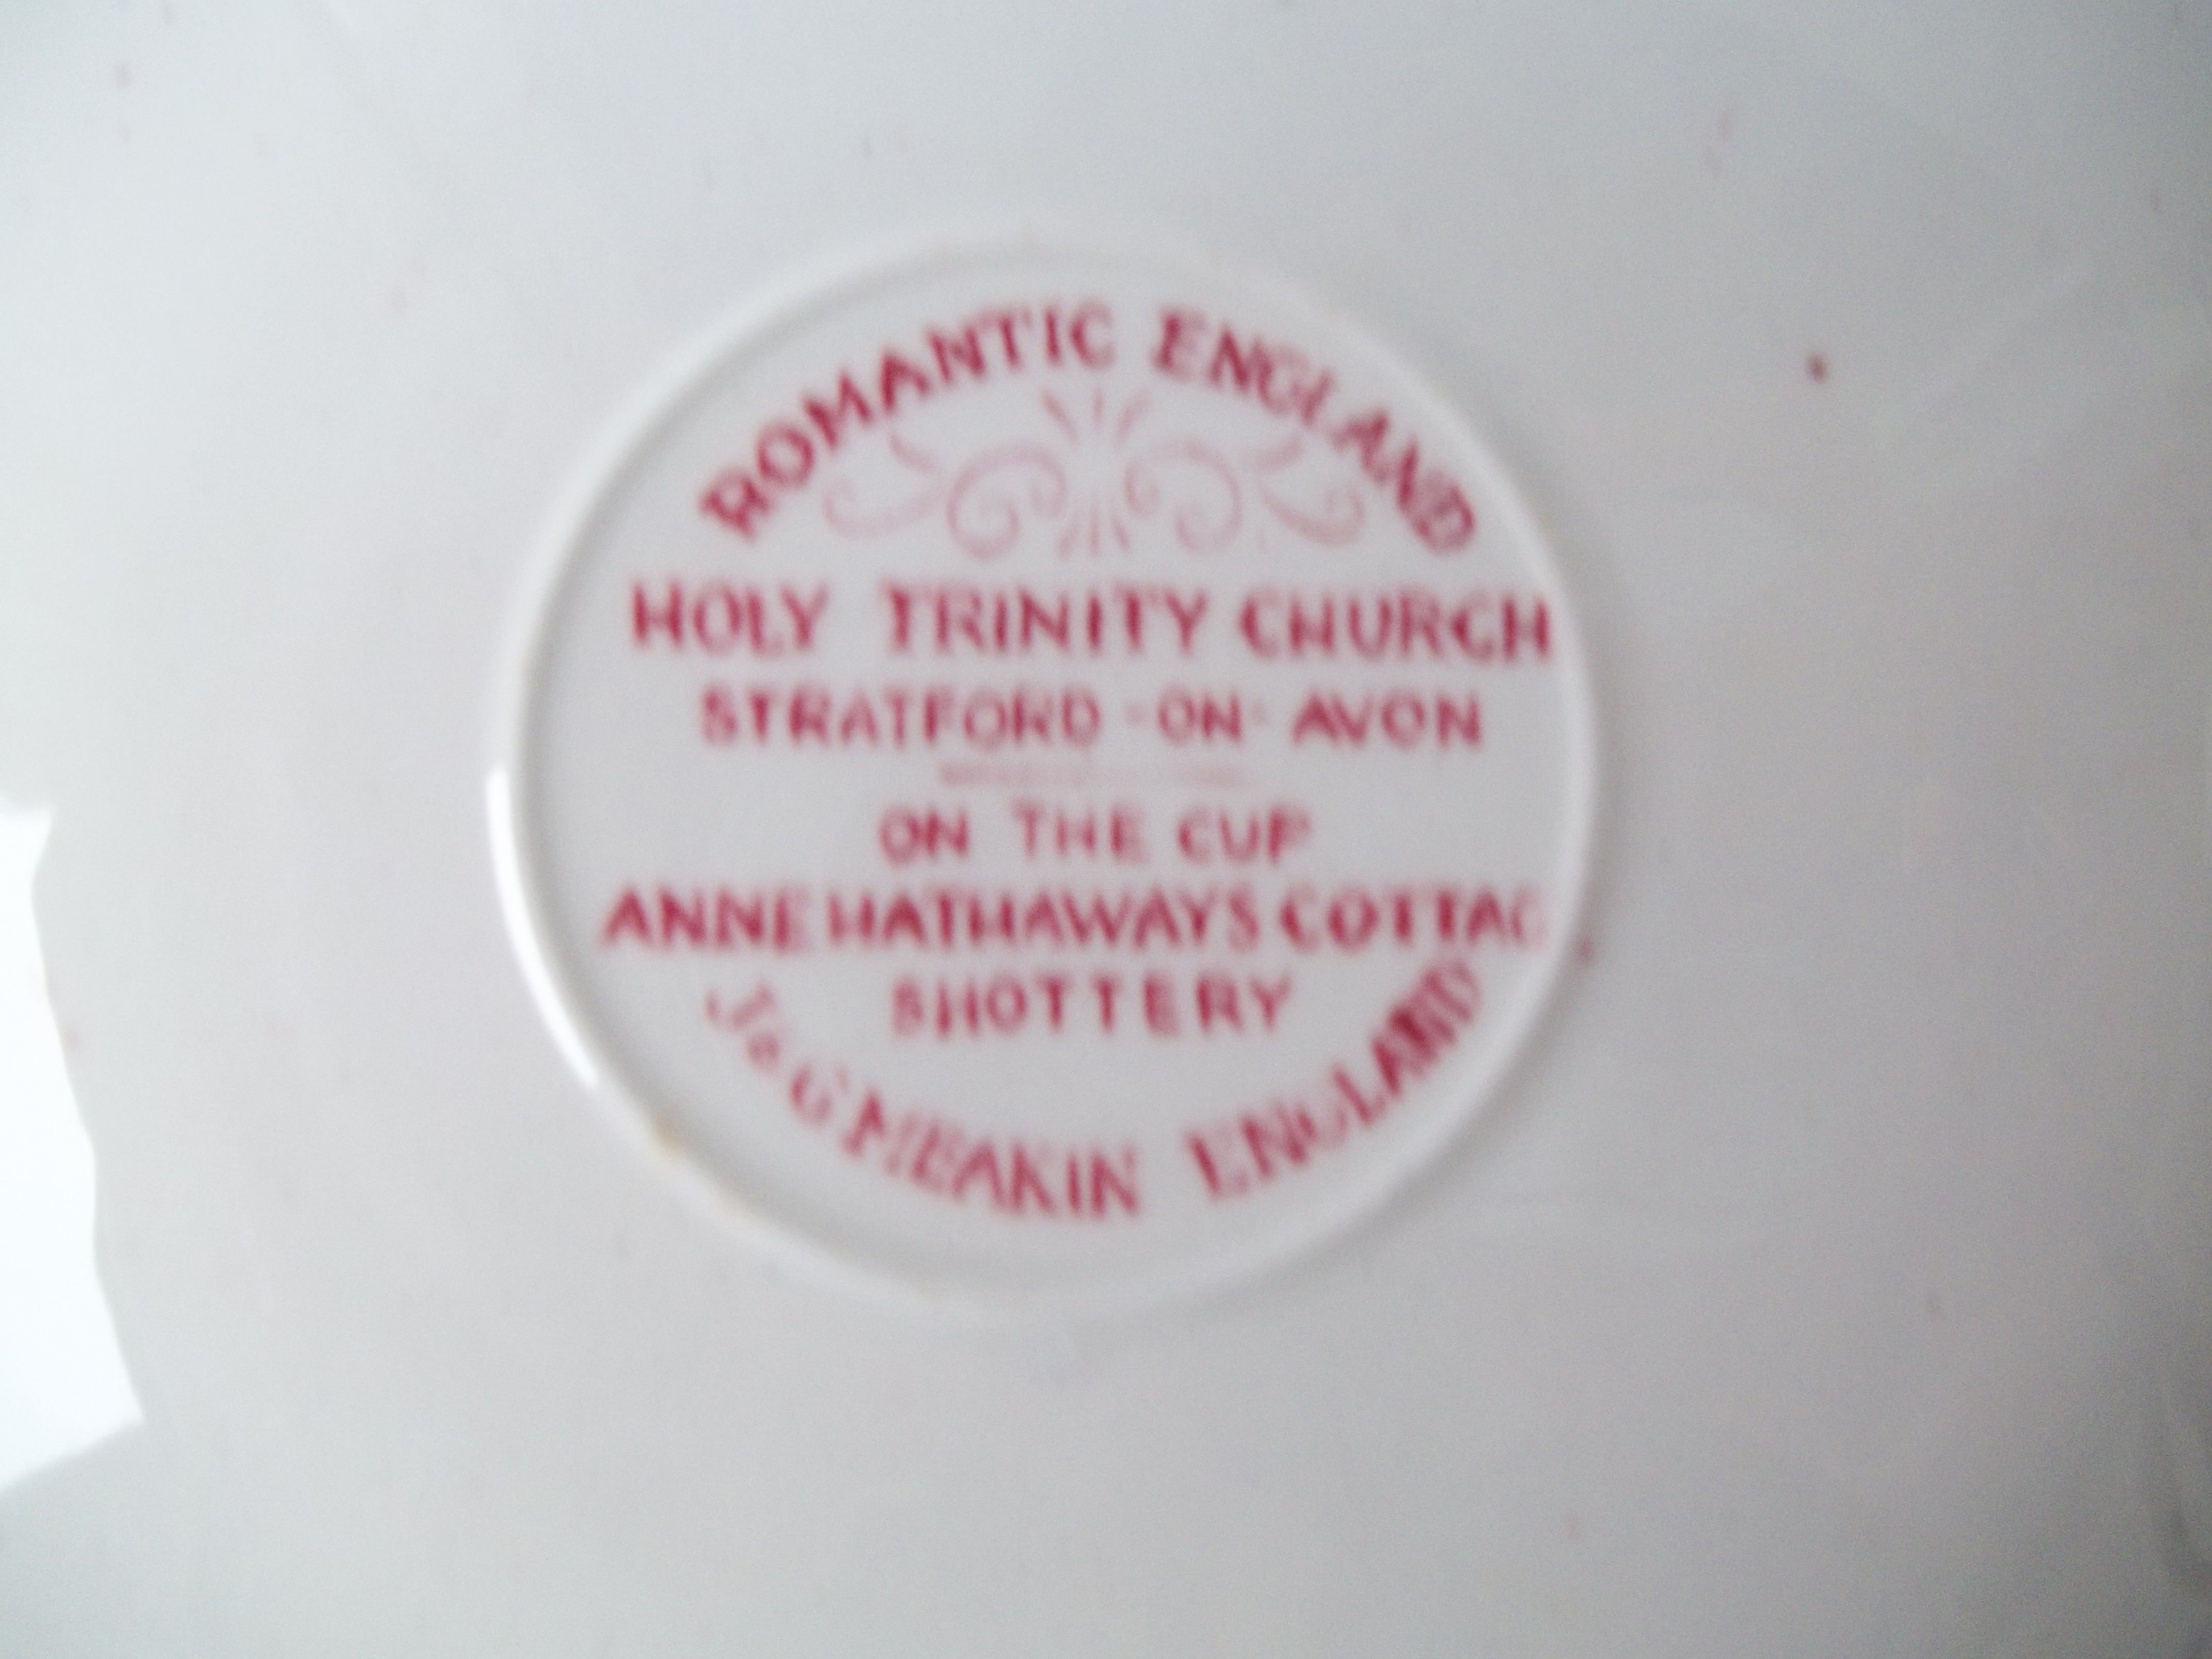 ROMANTIC ENGLAND
HOLY TRINITY CHURCH
STRATFORD-ON-AVON
ON THE CUP
ANNE HATHAWAYS COTTAG
SHOTTERY
J & G MEAKIN ENGLAND